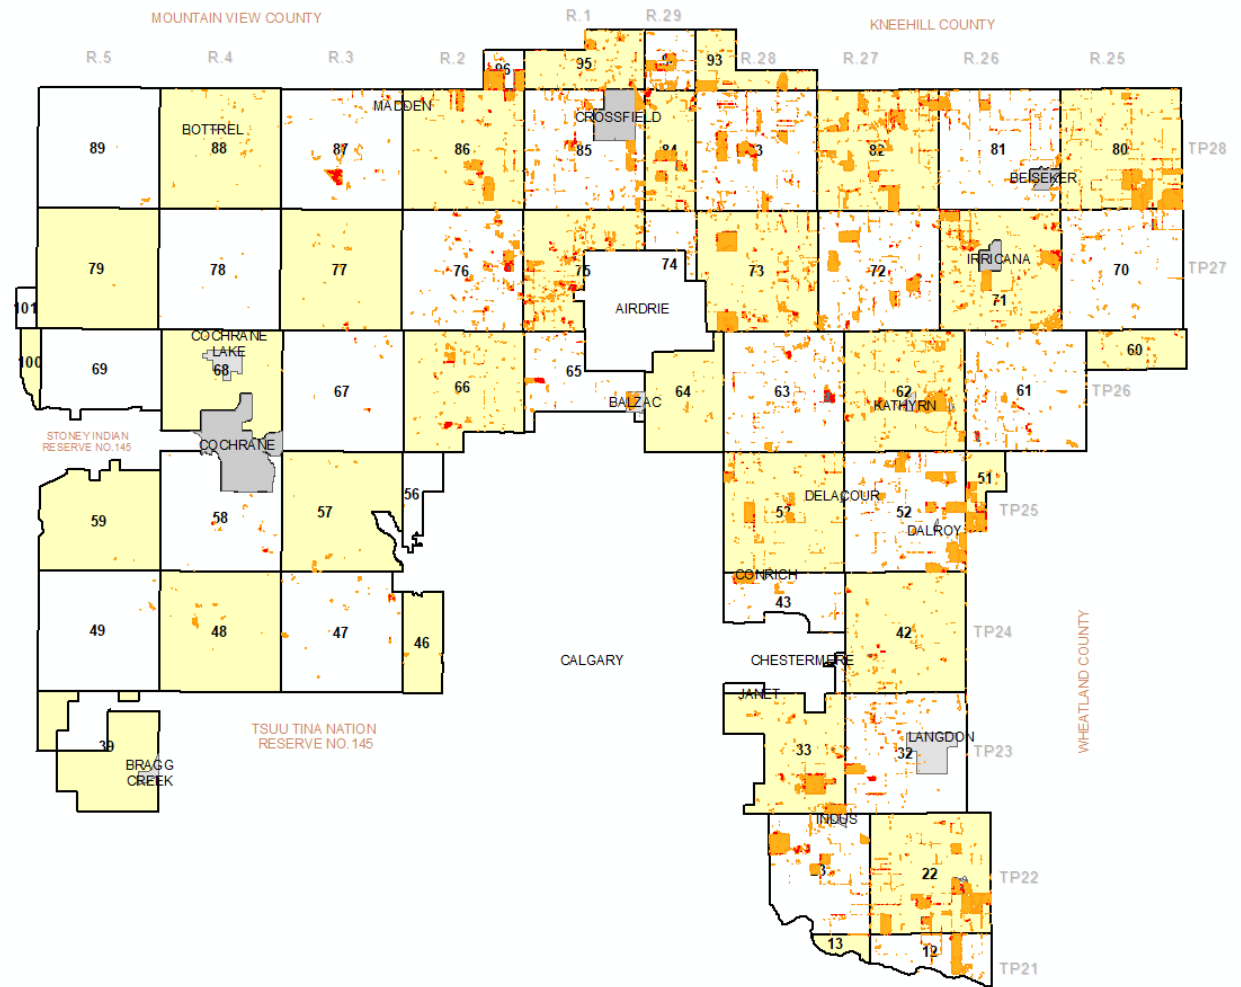 MOUNTAIN VIEW COUNTY
R.1
R.29
KNEEHILL COUNTY
R.5
R.4
R.3
R.2
R.28
R.27
R.26
R.25
95
93
MADDEN
CROSSFIELD
BOTTREL
89
88
87
86
85
84
82
81
80
TP28
BEISEKER
79
78
77
76
75
74
73
72
IRRICANA
71
70
TP27
101
AIRDRIE
COCHRANE
LAKE
100
69
68
67
66
65
64
63
62
61
60
TP26
BALZAC
KATHYRN
STONEY INDIAN
RESERVE NO.145
COCHRANE
59
58
57
56
DELACOUR
52
51
TP25
DALROY
CONRICH
49
48
47
46
43
42
TP24
CALGARY
CHESTERMERE
JANET
WHEATLAND COUNTY
39
TSUU TINA NATION
RESERVE NO.145
BRAGG
CREEK
33
32
LANGDON
TP23
INDUS
22
TP22
13
12
TP21